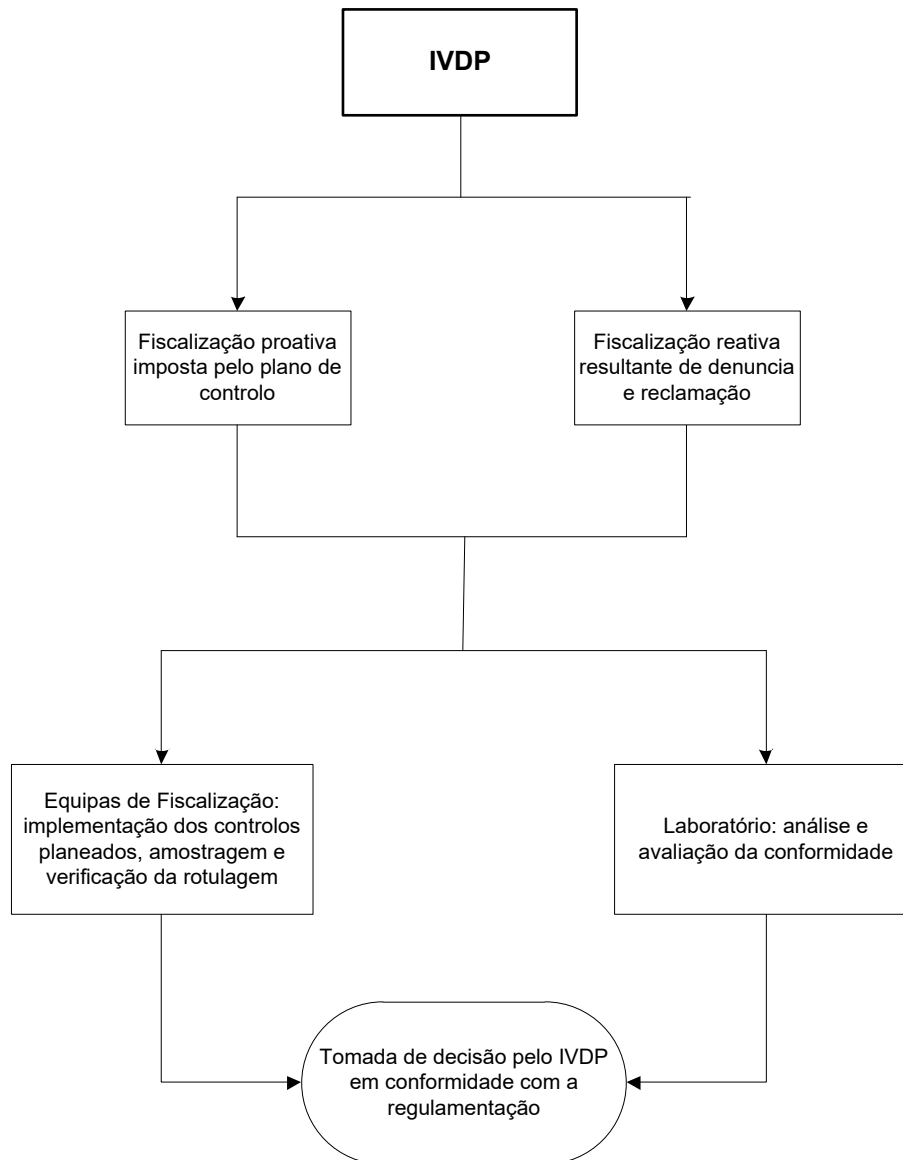 IVDP
Fiscalização proativa
imposta pelo plano de
controlo
Fiscalização reativa
resultante de denuncia
e reclamação
Equipas de Fiscalização:
implementação dos controlos
planeados, amostragem e
verificação da rotulagem
Laboratório: análise e
avaliação da conformidade
Tomada de decisão pelo IVDP
em conformidade com a
regulamentação